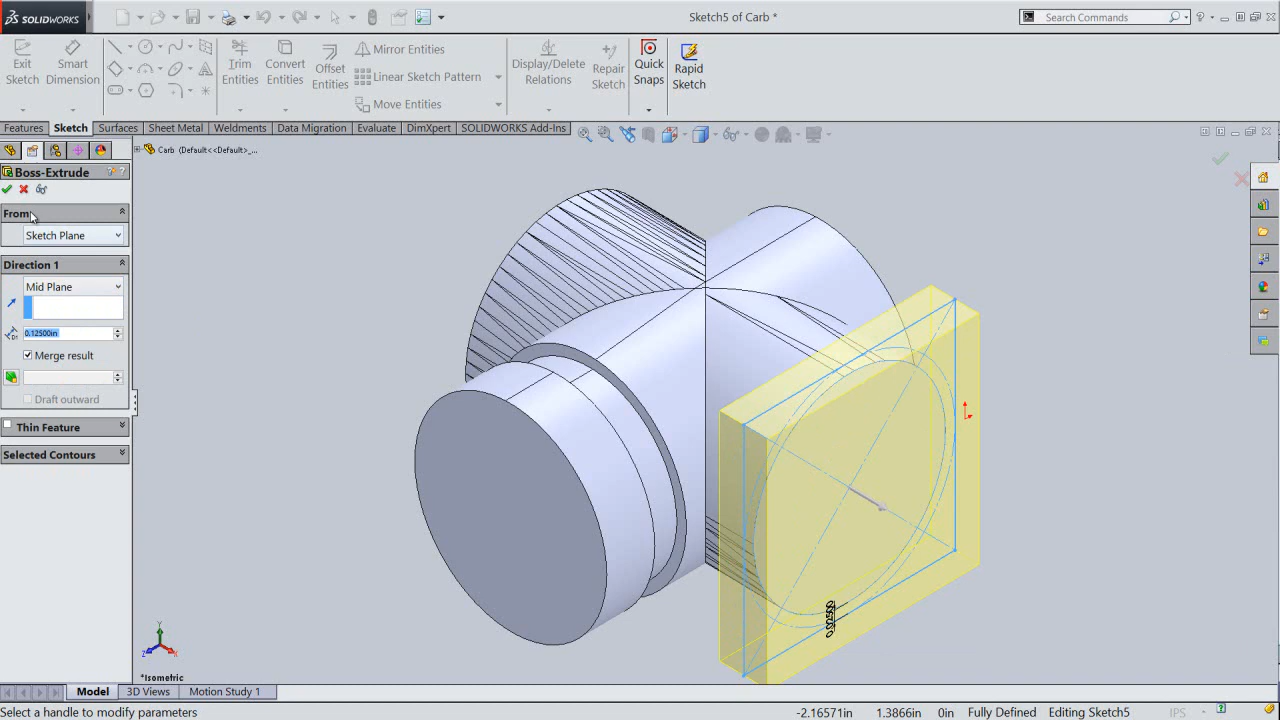 SOLIDWORKS
Sketch5 of Carb *
Search Commands
Exit Sketch
Smart Dimension
Trim Entities
Convert Entities
Offset Entities
Mirror Entities
Linear Sketch Pattern
Move Entities
Display/Delete Relations
Repair Sketch
Quick Snaps
Rapid Sketch
Features Sketch Surfaces Sheet Metal Weldments Data Migration Evaluate DimXpert SOLIDWORKS Add-Ins
Carb (Default<<Default>_...
Boss-Extrude
From
Sketch Plane
Direction 1
Mid Plane
0.12500in
Merge result
Draft outward
Thin Feature
Selected Contours
Y
Z
X
*Isometric
Model 3D Views Motion Study 1
Select a handle to modify parameters
-2.16571in 1.3866in 0in Fully Defined Editing Sketch5 IPS